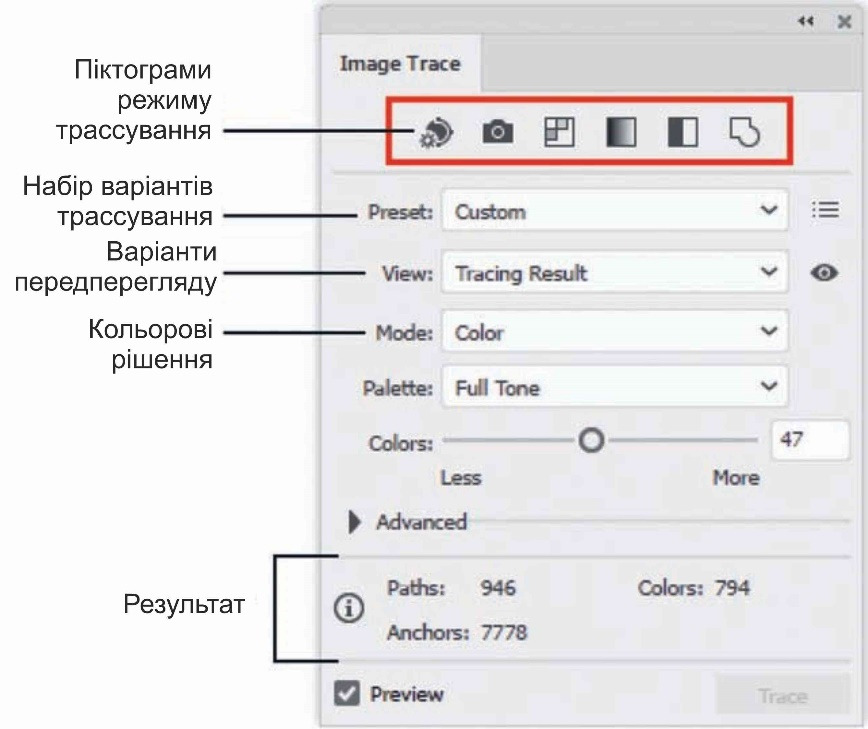 Image Trace
Піктограми
режиму
трассування
Набір варіантів
трассування
Preset: Custom
Варіанти
передперегляду
View: Tracing Result
Кольорові
рішення
Mode: Color
Palette: Full Tone
Colors: 47
Less More
Advanced
Результат
Paths: 946 Colors: 794
Anchors: 7778
Preview Trace